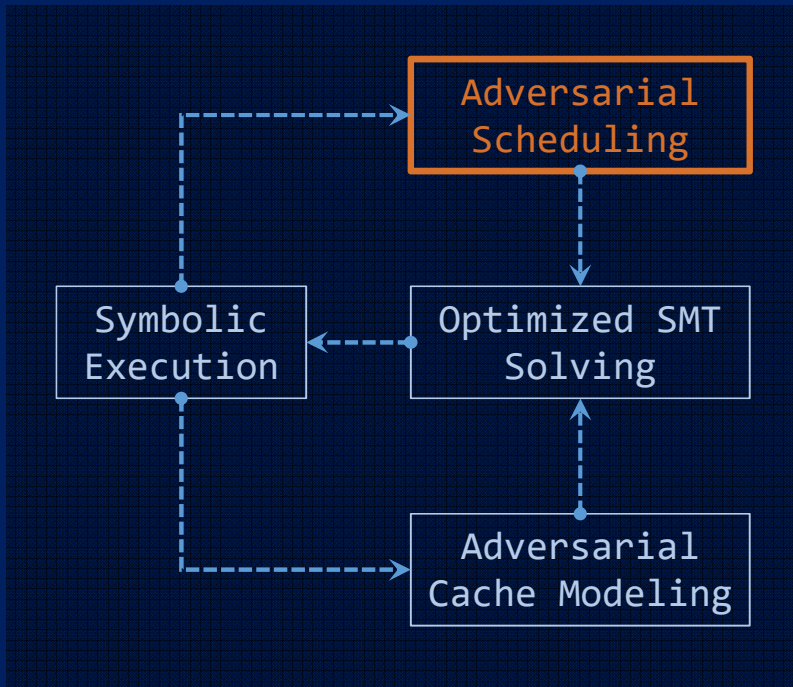 Adversarial
Scheduling
Symbolic
Execution
Optimized SMT
Solving
Adversarial
Cache Modeling